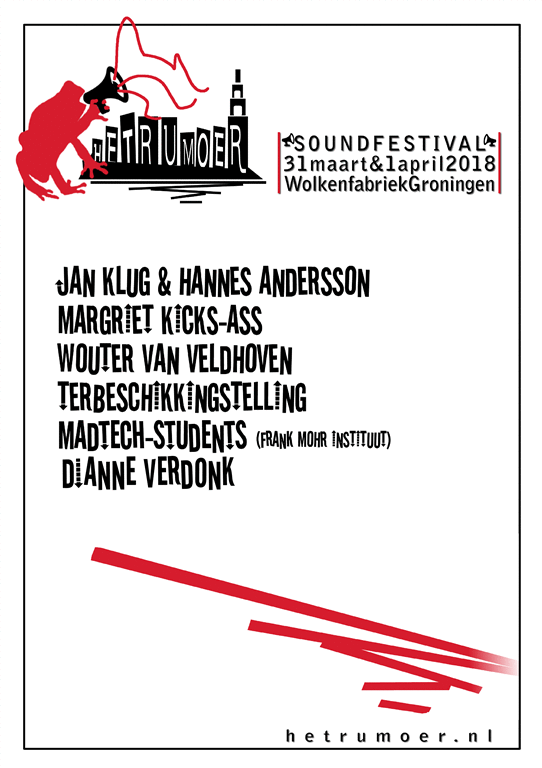 HETRUMOER
SOUNDFESTIVAL
31maart&1april2018
WolkenfabriekGroningen
JAN KLUG & HANNES ANDERSSON
MARGRIET KICKS-ASS
WOUTER VAN VELDHOVEN
TERBESCHIKKINGSTELLING
MADTECH-STUDENTS (FRANK MOHR INSTITUUT)
DIANNE VERDONK
hetrumoer.nl